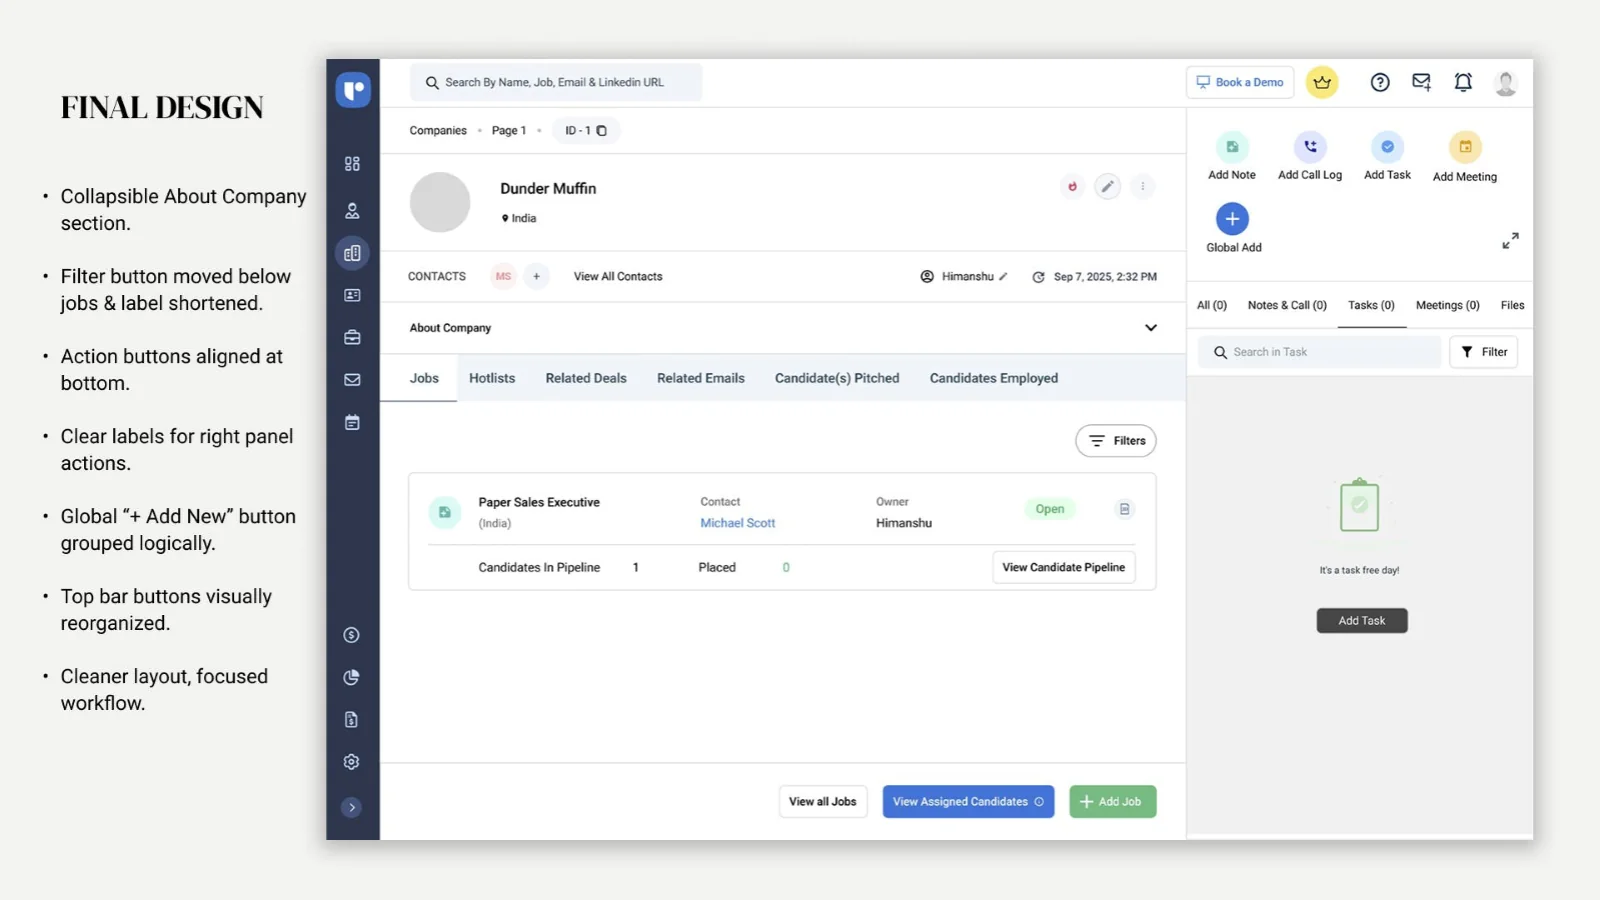 FINAL DESIGN
• Collapsible About Company
section.
• Filter button moved below
jobs & label shortened.
• Action buttons aligned at
bottom.
• Clear labels for right panel
actions.
• Global “+ Add New” button
grouped logically.
• Top bar buttons visually
reorganized.
• Cleaner layout, focused
workflow.
Search By Name, Job, Email & Linkedin URL
Book a Demo
Companies • Page 1 • ID - 1
Dunder Muffin
India
CONTACTS MS + View All Contacts Himanshu Sep 7, 2025, 2:32 PM
About Company
Jobs Hotlists Related Deals Related Emails Candidate(s) Pitched Candidates Employed
Filters
Paper Sales Executive Contact Owner Open
(India) Michael Scott Himanshu
Candidates In Pipeline 1 Placed 0 View Candidate Pipeline
View all Jobs View Assigned Candidates + Add Job
Add Note Add Call Log Add Task Add Meeting
Global Add
All (0) Notes & Call (0) Tasks (0) Meetings (0) Files
Search in Task Filter
It's a task free day!
Add Task